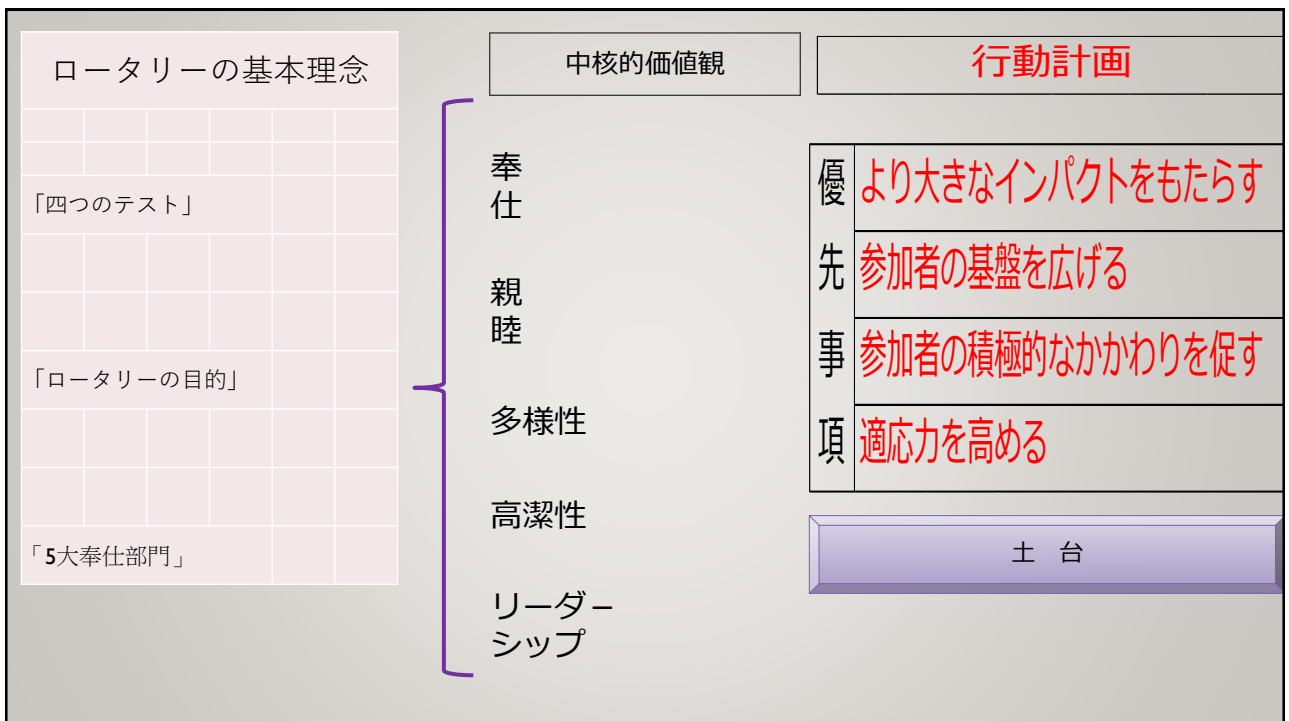 ロータリーの基本理念
「四つのテスト」
「ロータリーの目的」
「5大奉仕部門」
中核的価値観
奉
仕
親
睦
多様性
高潔性
リーダー
シップ
行動計画
優先事項
より大きなインパクトをもたらす
参加者の基盤を広げる
参加者の積極的なかかわりを促す
適応力を高める
土 台